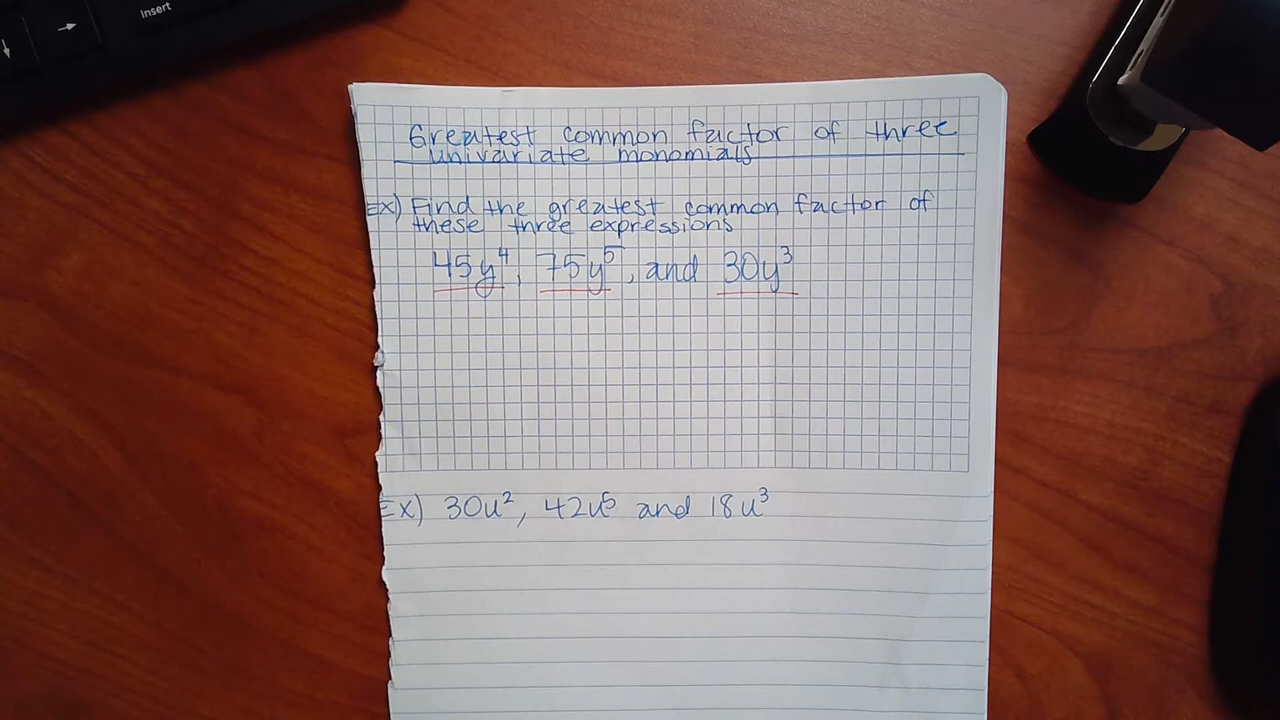 Insert
Greatest common factor of three
univariate monomials
Ex) Find the greatest common factor of
these three expressions
45y⁴, 75y⁵, and 30y³
Ex) 30u², 42u⁵ and 18u³